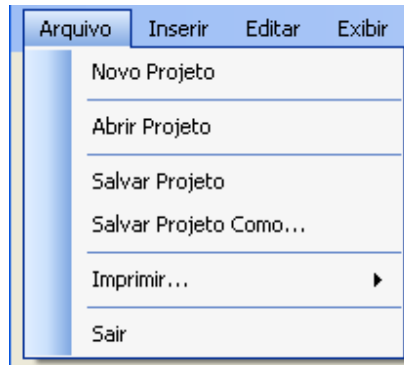 Arquivo Inserir Editar Exibir
Novo Projeto
Abrir Projeto
Salvar Projeto
Salvar Projeto Como...
Imprimir...
Sair